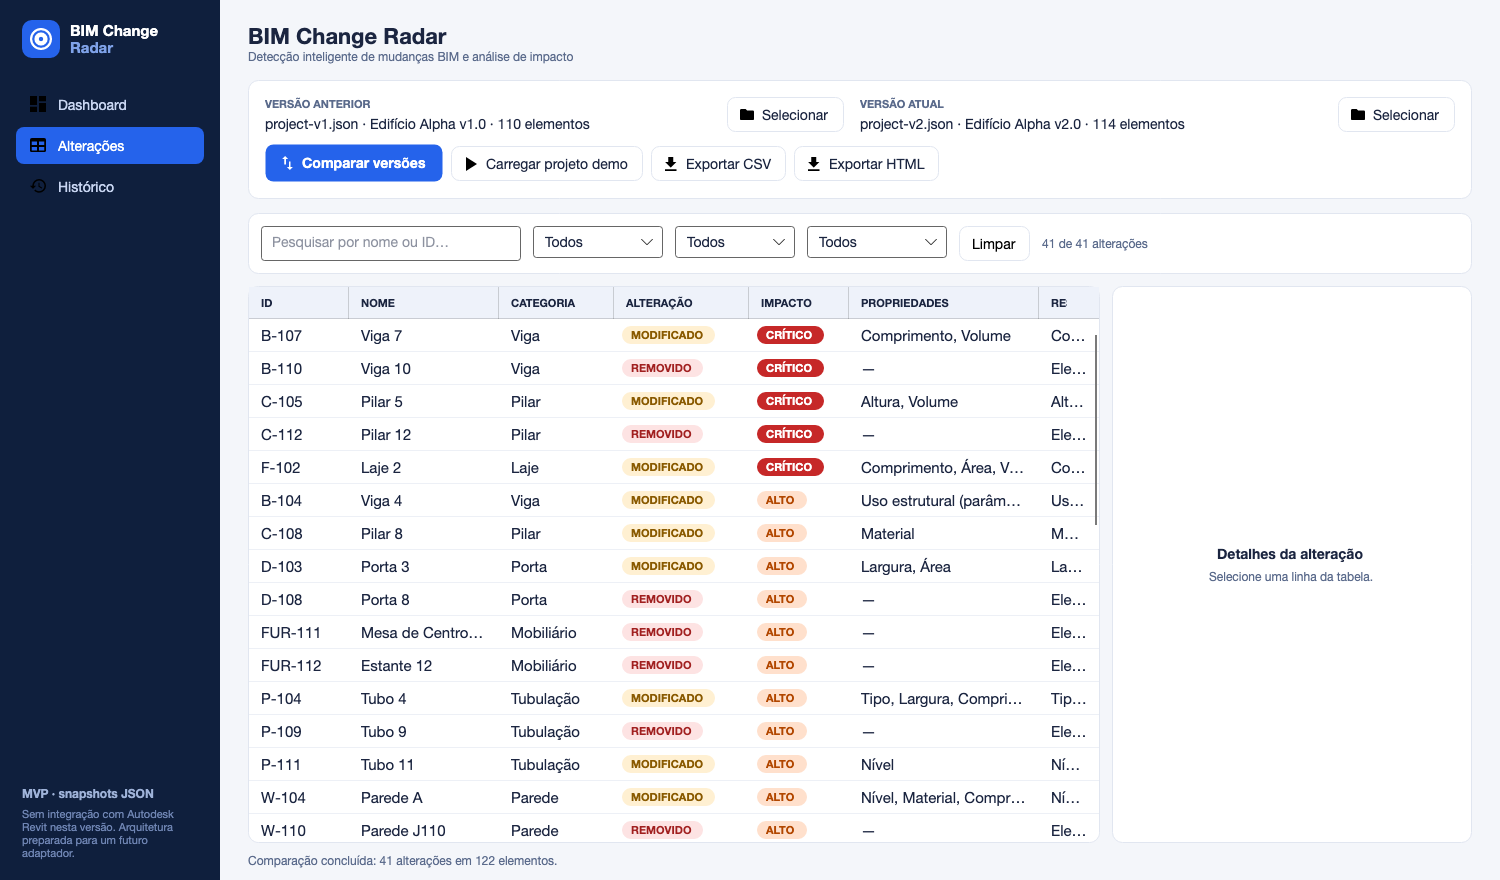 BIM Change
Radar
Dashboard
Alterações
Histórico
MVP · snapshots JSON
Sem integração com Autodesk
Revit nesta versão. Arquitetura
preparada para um futuro
adaptador.
BIM Change Radar
Detecção inteligente de mudanças BIM e análise de impacto
VERSÃO ANTERIOR
project-v1.json · Edifício Alpha v1.0 · 110 elementos
Selecionar
VERSÃO ATUAL
project-v2.json · Edifício Alpha v2.0 · 114 elementos
Selecionar
Comparar versões Carregar projeto demo Exportar CSV Exportar HTML
Pesquisar por nome ou ID… Todos Todos Todos Limpar 41 de 41 alterações
ID NOME CATEGORIA ALTERAÇÃO IMPACTO PROPRIEDADES
B-107 Viga 7 Viga MODIFICADO CRÍTICO Comprimento, Volume Co…
B-110 Viga 10 Viga REMOVIDO CRÍTICO — Ele…
C-105 Pilar 5 Pilar MODIFICADO CRÍTICO Altura, Volume Alt…
C-112 Pilar 12 Pilar REMOVIDO CRÍTICO — Ele…
F-102 Laje 2 Laje MODIFICADO CRÍTICO Comprimento, Área, V… Co…
B-104 Viga 4 Viga MODIFICADO ALTO Uso estrutural (parâm… Us…
C-108 Pilar 8 Pilar MODIFICADO ALTO Material M…
D-103 Porta 3 Porta MODIFICADO ALTO Largura, Área La…
D-108 Porta 8 Porta REMOVIDO ALTO — Ele…
FUR-111 Mesa de Centro… Mobiliário REMOVIDO ALTO — Ele…
FUR-112 Estante 12 Mobiliário REMOVIDO ALTO — Ele…
P-104 Tubo 4 Tubulação MODIFICADO ALTO Tipo, Largura, Compri… Tip…
P-109 Tubo 9 Tubulação REMOVIDO ALTO — Ele…
P-111 Tubo 11 Tubulação MODIFICADO ALTO Nível Ní…
W-104 Parede A Parede MODIFICADO ALTO Nível, Material, Compr… Ní…
W-110 Parede J110 Parede REMOVIDO ALTO — Ele…
Detalhes da alteração
Selecione uma linha da tabela.
Comparação concluída: 41 alterações em 122 elementos.